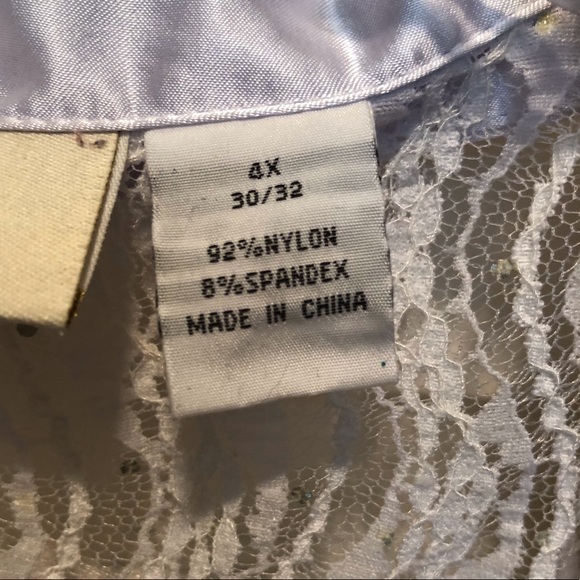 4X
30/32
92%NYLON
8%SPANDEX
MADE IN CHINA